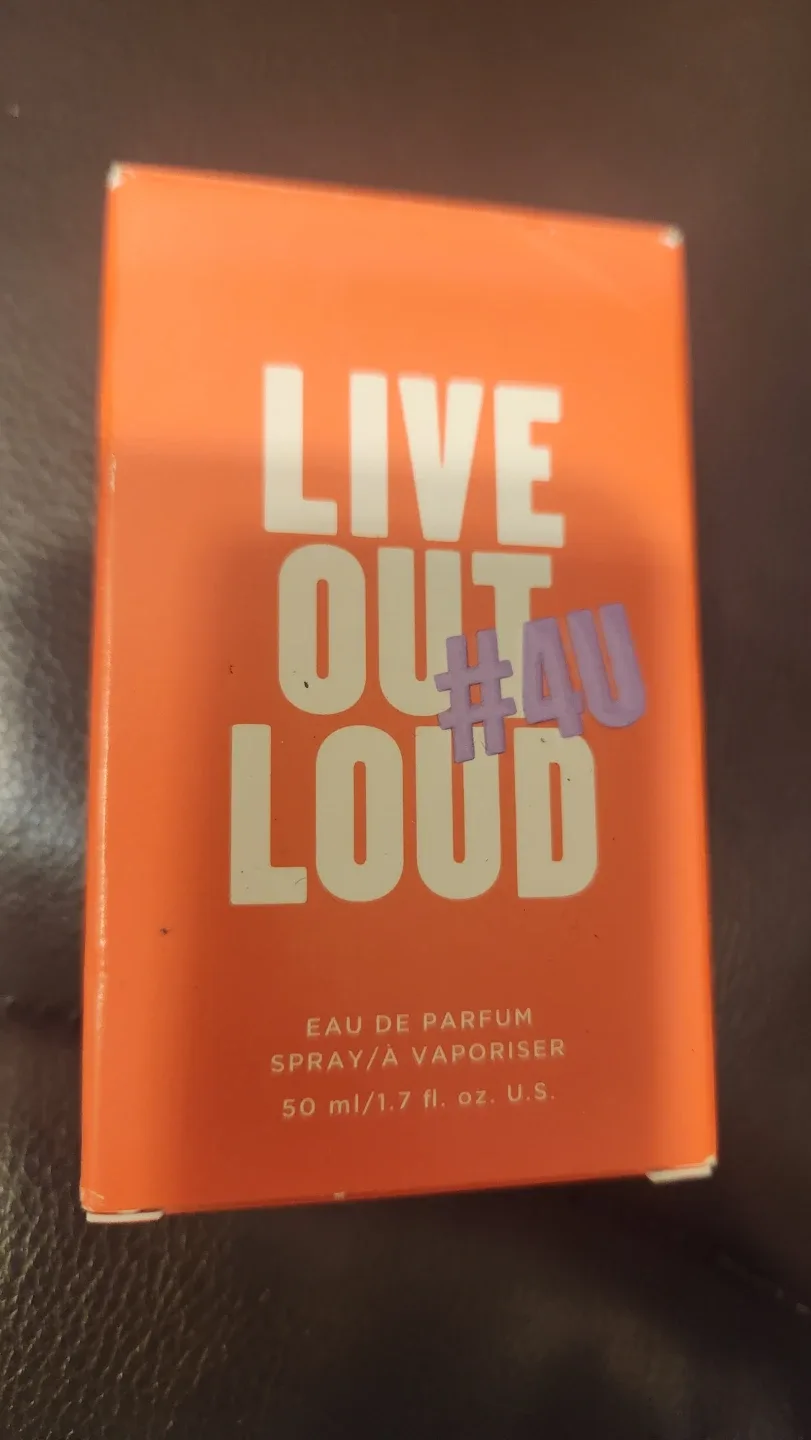 LIVE
OUT
#4U
LOUD
EAU DE PARFUM
SPRAY/À VAPORISER
50 ml/1.7 fl. oz. U.S.